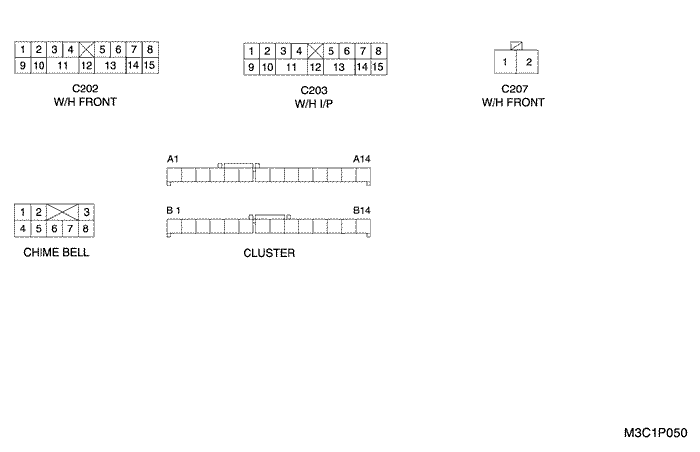 1 2 3 4 5 6 7 8
9 10 11 12 13 14 15
C202
W/H FRONT
1 2 3 4 5 6 7 8
9 10 11 12 13 14 15
C203
W/H I/P
1 2
C207
W/H FRONT
A1 A14
B 1 B14
CLUSTER
1 2 3
4 5 6 7 8
CHIME BELL
M3C1P050